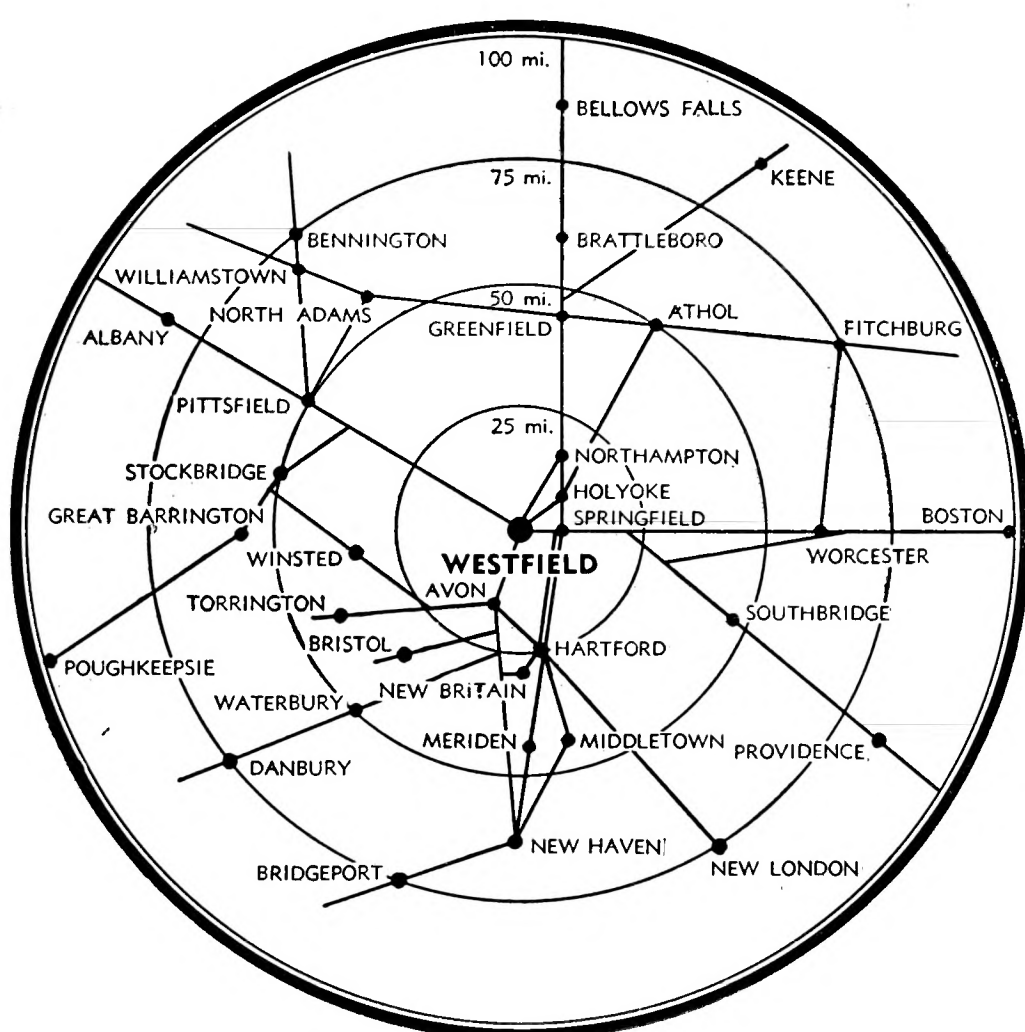 100 mi.
BELLOWS FALLS
KEENE
75 mi.
BENNINGTON
BRATTLEBORO
WILLIAMSTOWN
50 mi.
NORTH ADAMS
ATHOL
ALBANY
GREENFIELD
FITCHBURG
PITTSFIELD
25 mi.
NORTHAMPTON
STOCKBRIDGE
HOLYOKE
GREAT BARRINGTON
SPRINGFIELD
BOSTON
WINSTED
WESTFIELD
WORCESTER
AVON
TORRINGTON
SOUTHBRIDGE
BRISTOL
HARTFORD
POUGHKEEPSIE
WATERBURY
NEW BRITAIN
MERIDEN
MIDDLETOWN
PROVIDENCE
DANBURY
NEW HAVEN
BRIDGEPORT
NEW LONDON